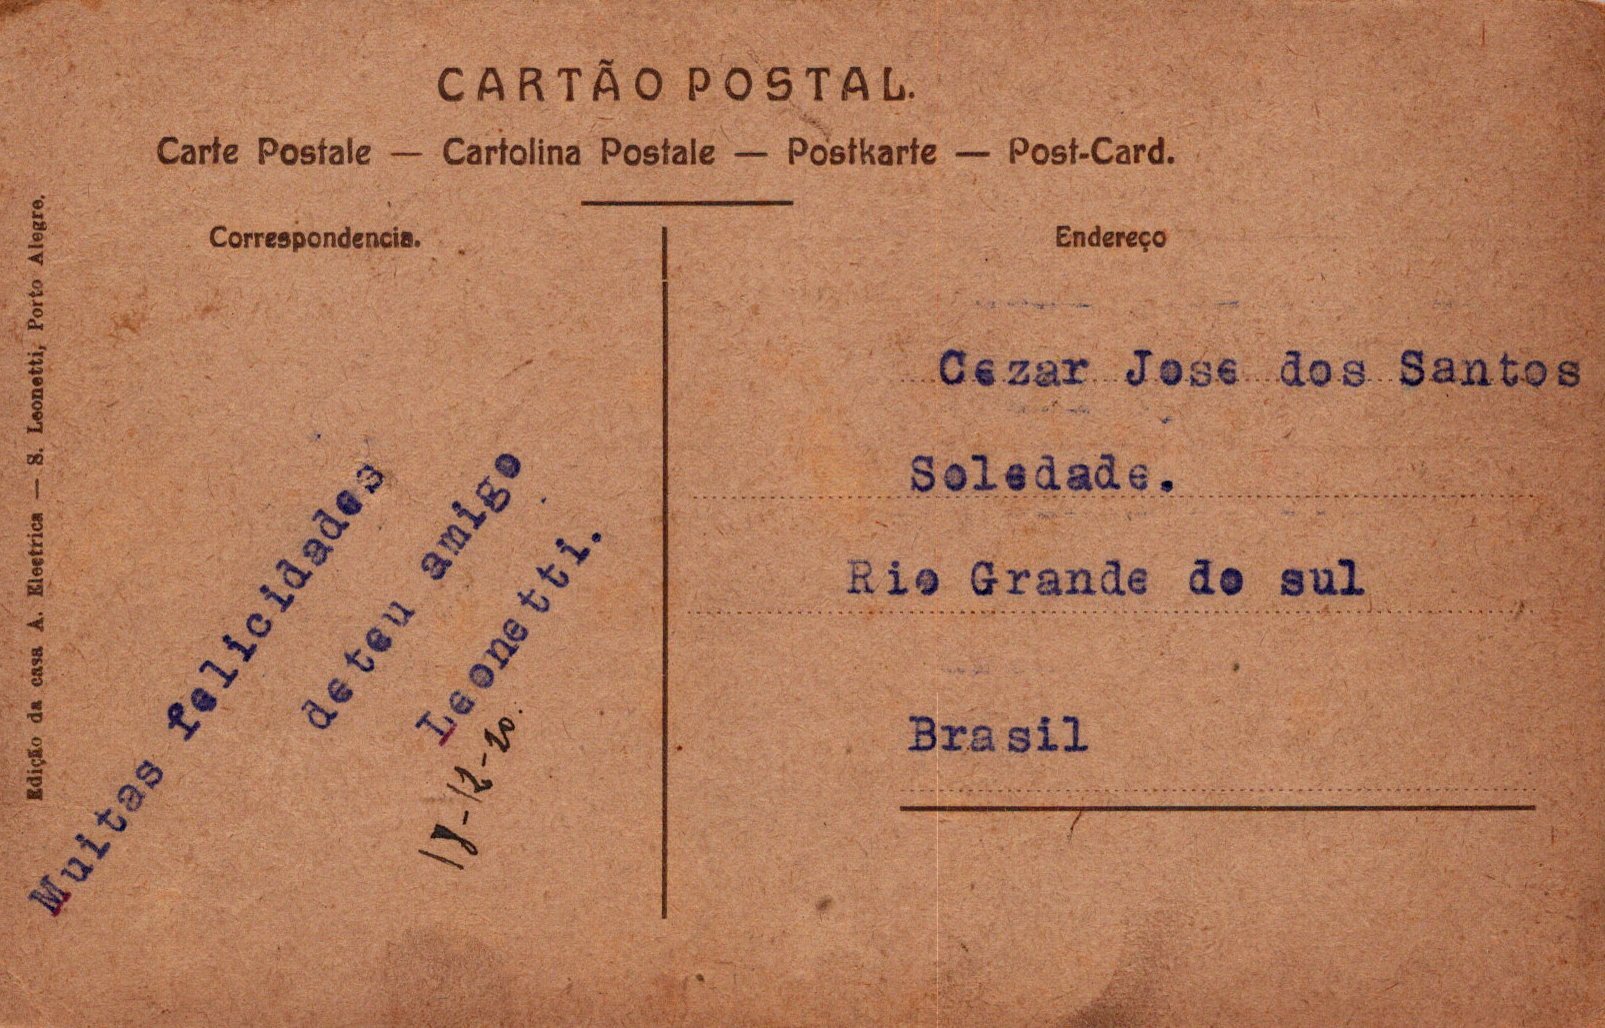 CARTÃO POSTAL.
Carte Postale — Cartolina Postale — Postkarte — Post-Card.
Correspondencia.
Endereço
Edição da casa A. Electrica — S. Leonetti, Porto Alegre.
Muitas felicidades
deteu amigo
Leonetti.
18-12-20.
Cezar Jose dos Santos
Soledade.
Rio Grande do sul
Brasil